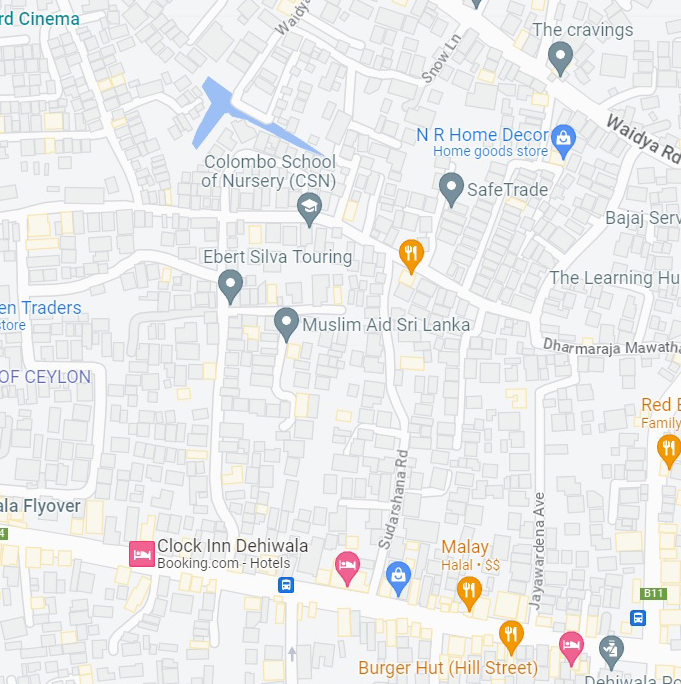 rd Cinema
Waidya
The cravings
Snow Ln
Waidya Rd
N R Home Decor
Home goods store
Colombo School
of Nursery (CSN)
SafeTrade
Bajaj Serv
Ebert Silva Touring
The Learning Hu
en Traders
store
Muslim Aid Sri Lanka
Dharmaraja Mawatha
OF CEYLON
Red E
Family
ala Flyover
Sudarshana Rd
Jayawardena Ave
4
Clock Inn Dehiwala
Booking.com - Hotels
Malay
Halal • $$
B11
Burger Hut (Hill Street)
Dehiwala Po